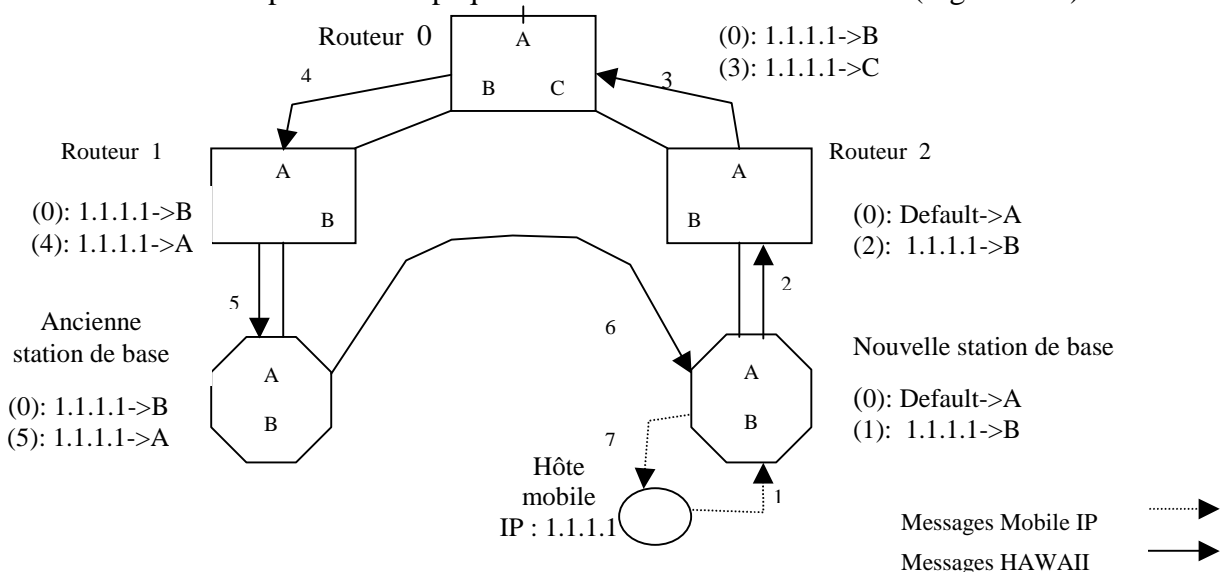 Routeur 0
A
B C
(0): 1.1.1.1->B
(3): 1.1.1.1->C
4
3
Routeur 1
A
B
(0): 1.1.1.1->B
(4): 1.1.1.1->A
A
B
Routeur 2
(0): Default->A
(2): 1.1.1.1->B
5
6
2
Ancienne
station de base
(0): 1.1.1.1->B
(5): 1.1.1.1->A
A
B
A
B
Nouvelle station de base
(0): Default->A
(1): 1.1.1.1->B
7
1
Hôte
mobile
IP : 1.1.1.1
Messages Mobile IP
Messages HAWAII